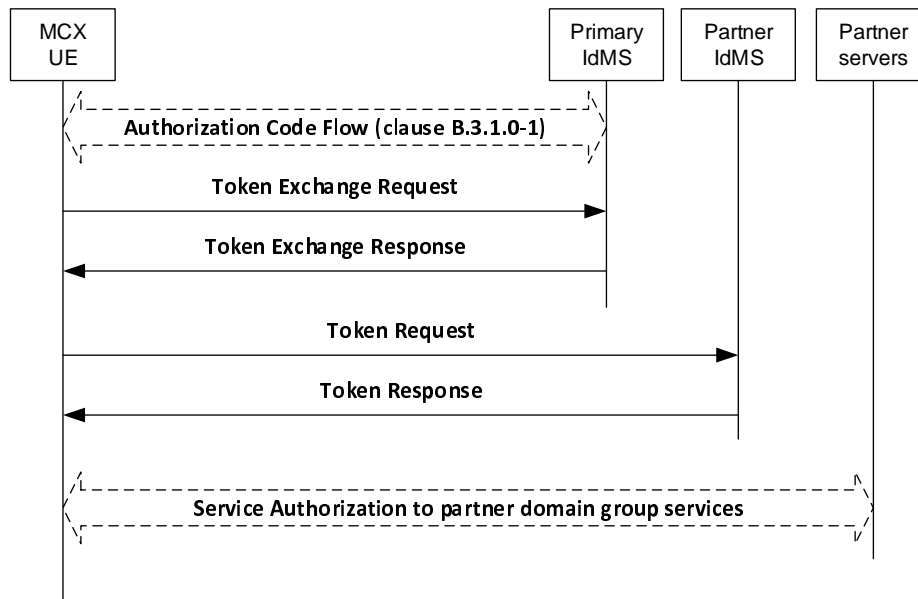 MCX
UE
Primary
IdMS
Partner
IdMS
Partner
servers
Authorization Code Flow (clause B.3.1.0-1)
Token Exchange Request
Token Exchange Response
Token Request
Token Response
Service Authorization to partner domain group services